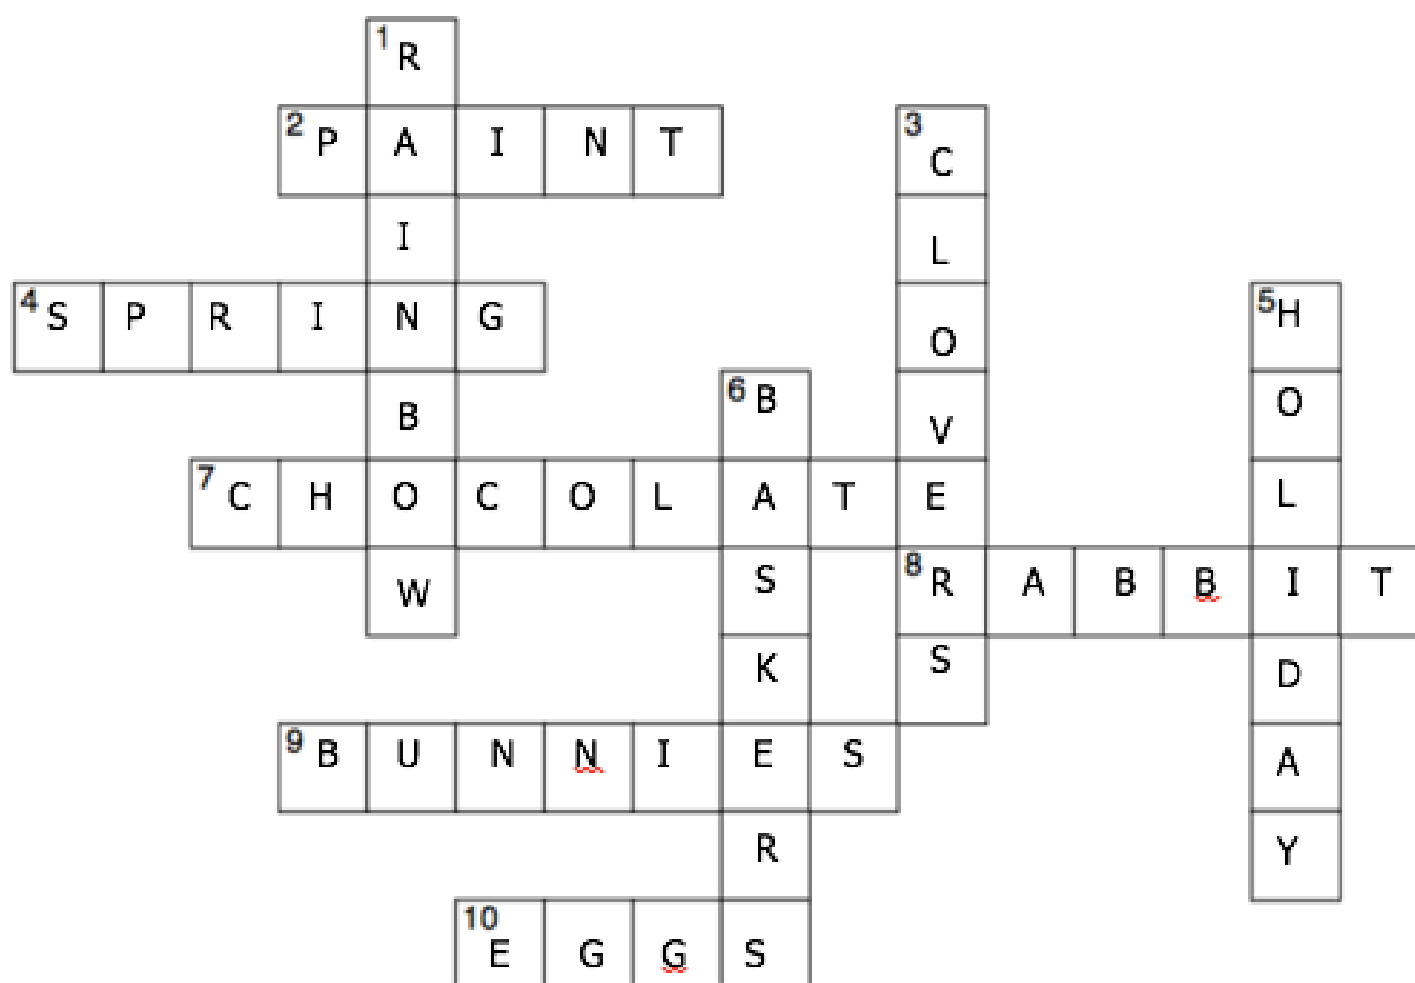 1 R
2 P A I N T
3 C
I
L
4 S P R I N G
5 H
O
6 B
B
V
O
7 C H O C O L A T E
L
W
S
8 R A B B I T
K
S
D
9 B U N N I E S
A
R
Y
10 E G G S